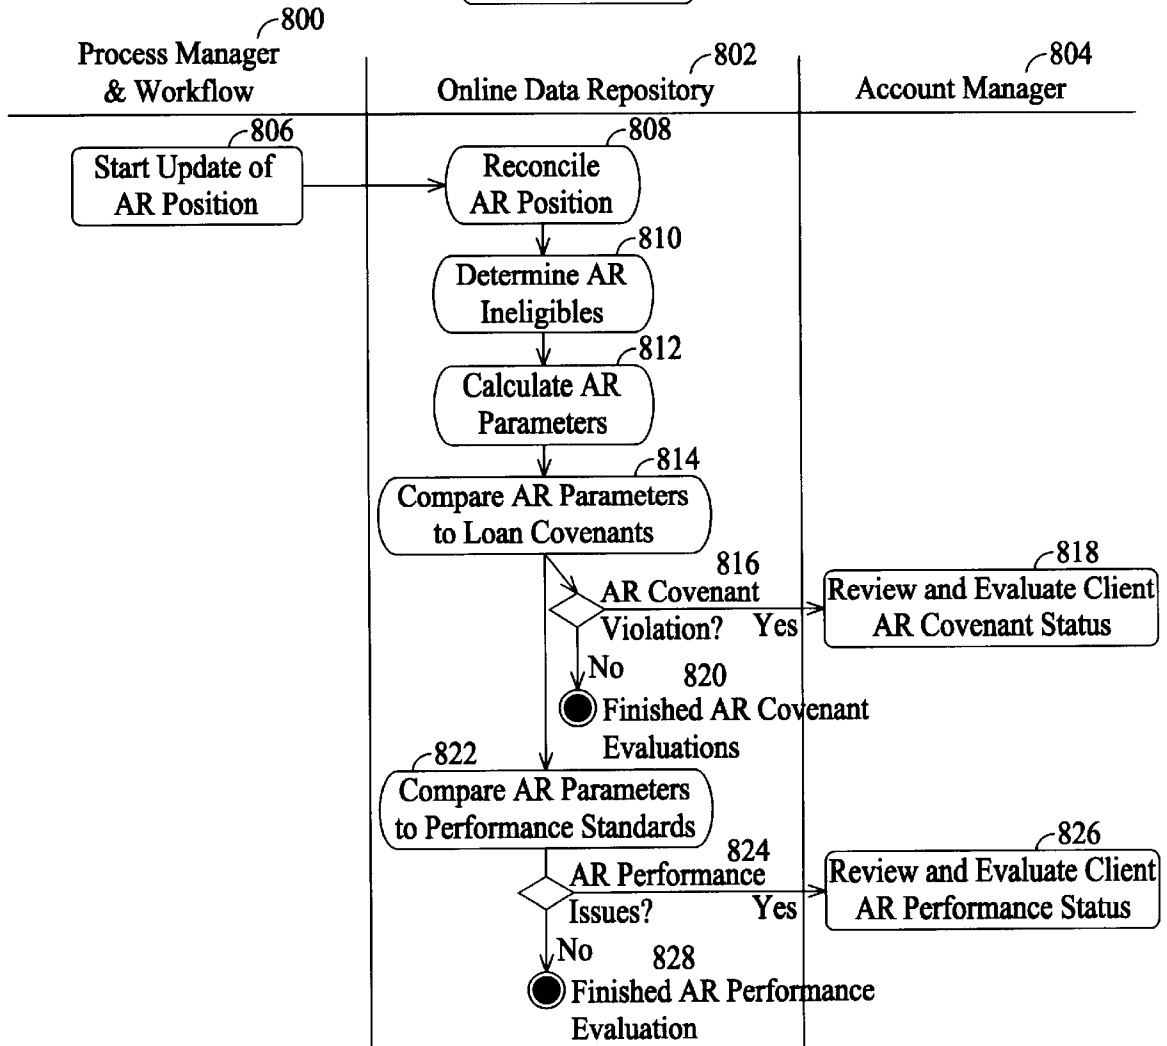 800
Process Manager
& Workflow
802
Online Data Repository
804
Account Manager
806
Start Update of
AR Position
808
Reconcile
AR Position
810
Determine AR
Ineligibles
812
Calculate AR
Parameters
814
Compare AR Parameters
to Loan Covenants
816
AR Covenant
Violation?
Yes
818
Review and Evaluate Client
AR Covenant Status
No
820
Finished AR Covenant
Evaluations
822
Compare AR Parameters
to Performance Standards
824
AR Performance
Issues?
Yes
826
Review and Evaluate Client
AR Performance Status
No
828
Finished AR Performance
Evaluation